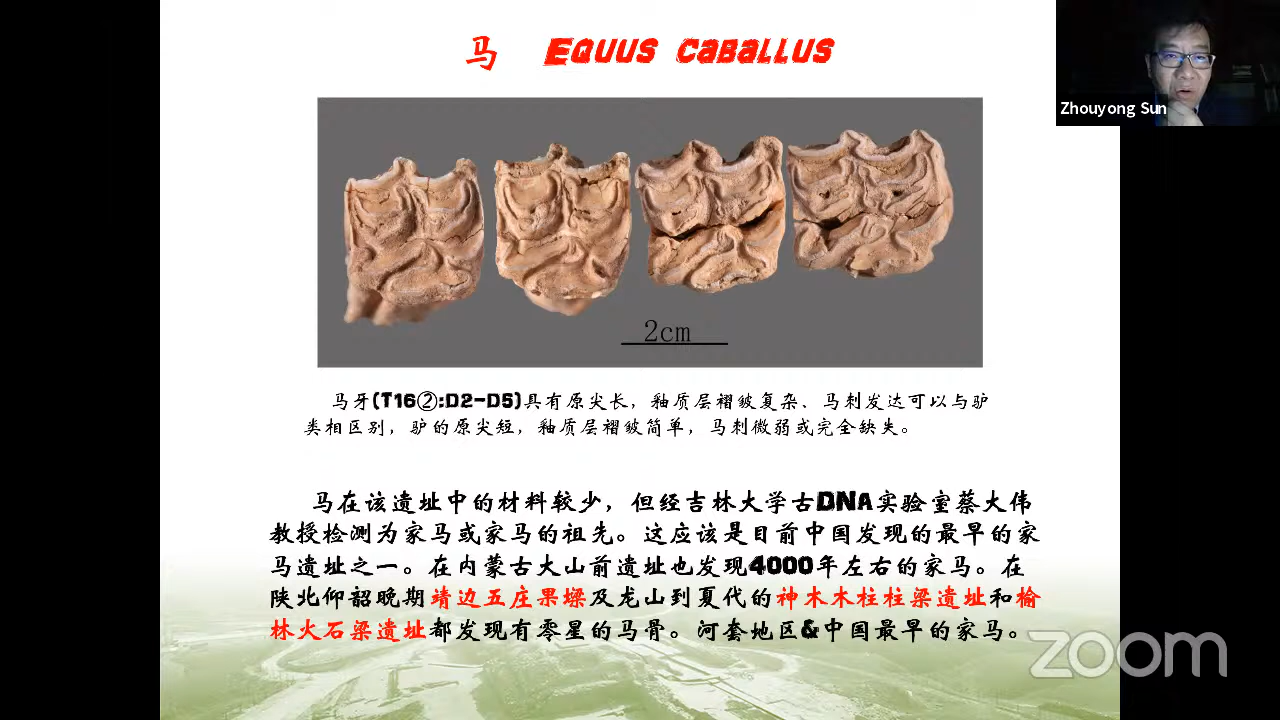 马 Equus caballus
Zhouyong Sun
2cm
马牙(T16②:D2-D5)具有原尖长，釉质层褶皱复杂、马刺发达可以与驴
类相区别，驴的原尖短，釉质层褶皱简单，马刺微弱或完全缺失。
马在该遗址中的材料较少，但经吉林大学古DNA实验室蔡大伟
教授检测为家马或家马的祖先。这应该是目前中国发现的最早的家
马遗址之一。在内蒙古大山前遗址也发现4000年左右的家马。在
陕北仰韶晚期靖边五庄果墚及龙山到夏代的神木木柱柱梁遗址和榆
林火石梁遗址都发现有零星的马骨。河套地区&中国最早的家马。
zoom